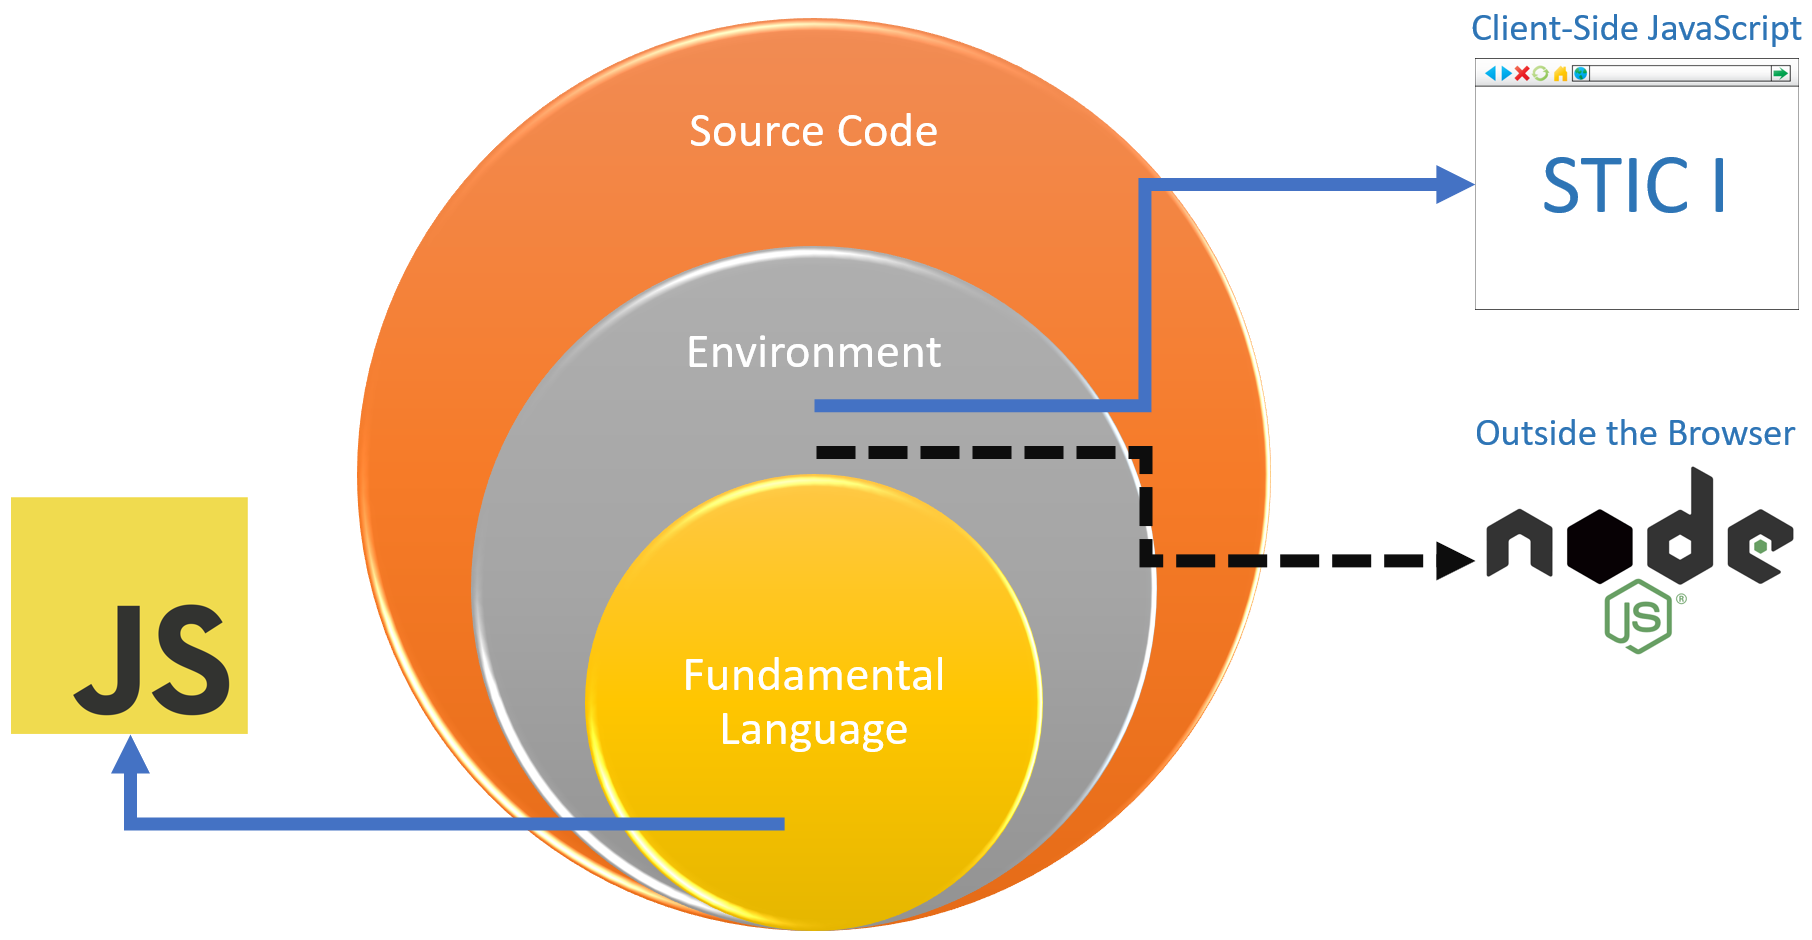 Client-Side JavaScript
Source Code
STIC I
Environment
Outside the Browser
node
JS®
JS
Fundamental
Language